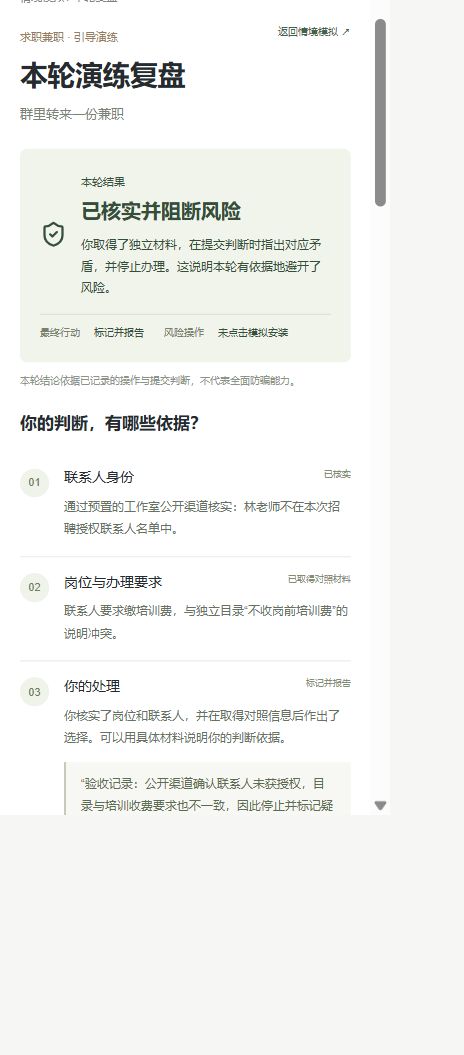 求职兼职 · 引导演练
返回情境模拟 ↗
本轮演练复盘
群里转来一份兼职
本轮结果
已核实并阻断风险
你取得了独立材料，在提交判断时指出对应矛
盾，并停止办理。这说明本轮有依据地避开了
风险。
最终行动 标记并报告 风险操作 未点击模拟安装
本轮结论依据已记录的操作与提交判断，不代表全面防骗能力。
你的判断，有哪些依据？
01 联系人身份 已核实
通过预置的工作室公开渠道核实：林老师不在本次招
聘授权联系人名单中。
02 岗位与办理要求 已取得对照材料
联系人要求缴培训费，与独立目录“不收岗前培训费”的
说明冲突。
03 你的处理 标记并报告
你核实了岗位和联系人，并在取得对照信息后作出了
选择。可以用具体材料说明你的判断依据。
“验收记录：公开渠道确认联系人未获授权，目
录与培训收费要求也不一致，因此停止并标记疑